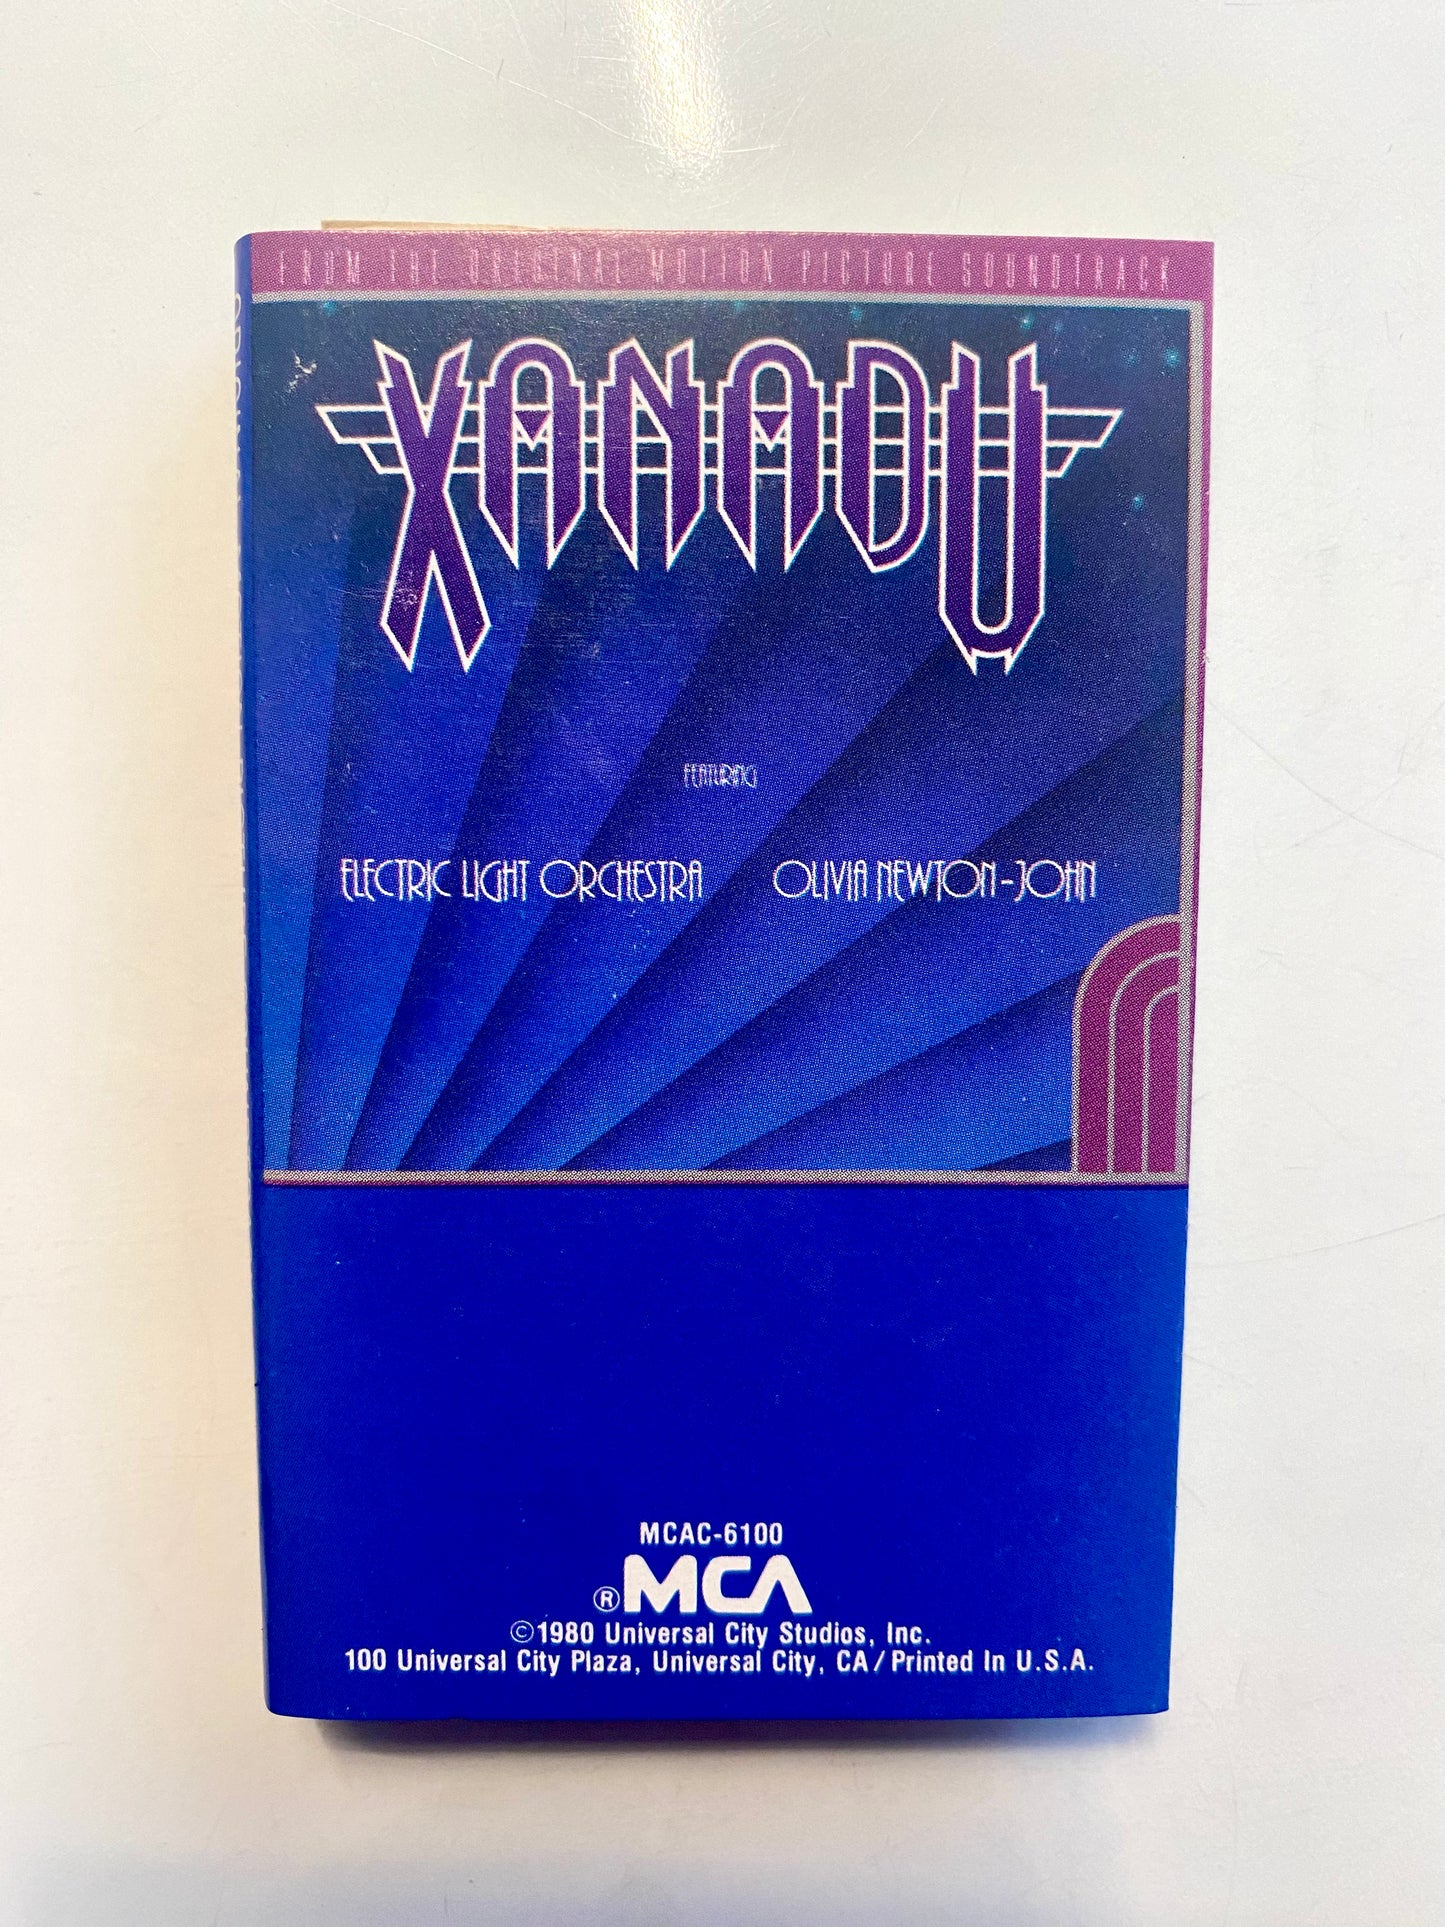 FROM THE ORIGINAL MOTION PICTURE SOUNDTRACK
XANADU
FEATURING
ELECTRIC LIGHT ORCHESTRA OLIVIA NEWTON-JOHN
MCAC-6100
®MCA
©1980 Universal City Studios, Inc.
100 Universal City Plaza, Universal City, CA/Printed In U.S.A.